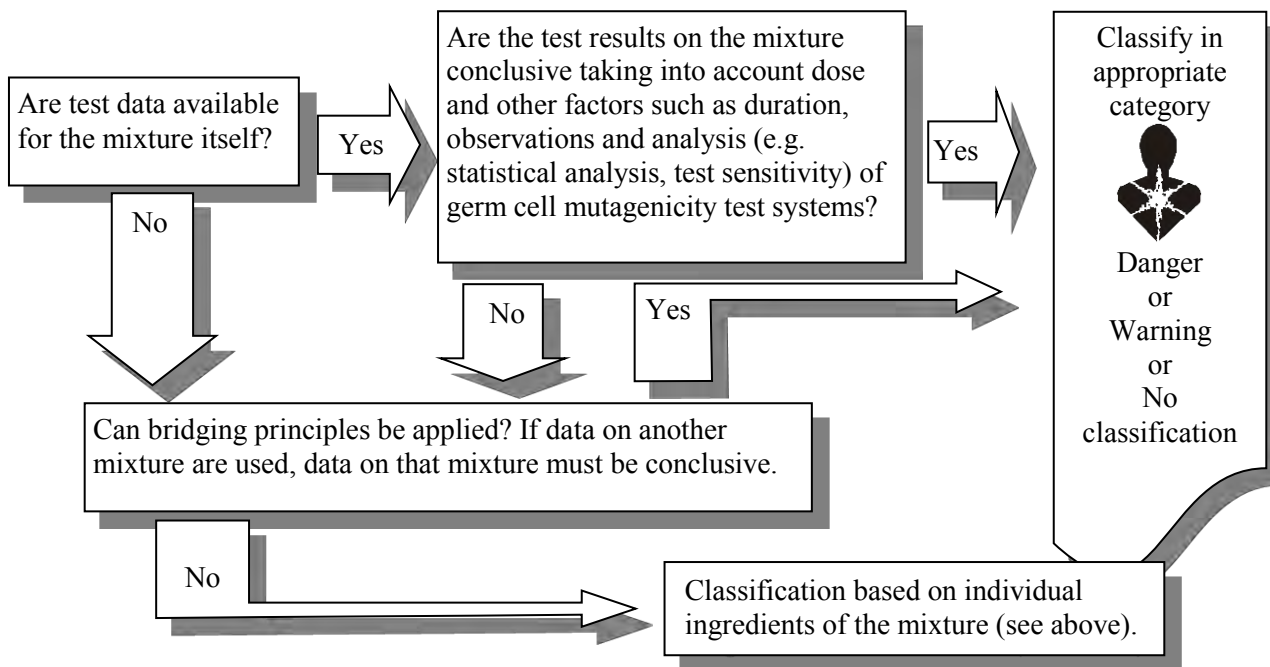 Are test data available
for the mixture itself?
Yes
Are the test results on the mixture
conclusive taking into account dose
and other factors such as duration,
observations and analysis (e.g.
statistical analysis, test sensitivity) of
germ cell mutagenicity test systems?
Yes
Classify in
appropriate
category
Danger
or
Warning
or
No
classification
No
No
Yes
Can bridging principles be applied? If data on another
mixture are used, data on that mixture must be conclusive.
No
Classification based on individual
ingredients of the mixture (see above).